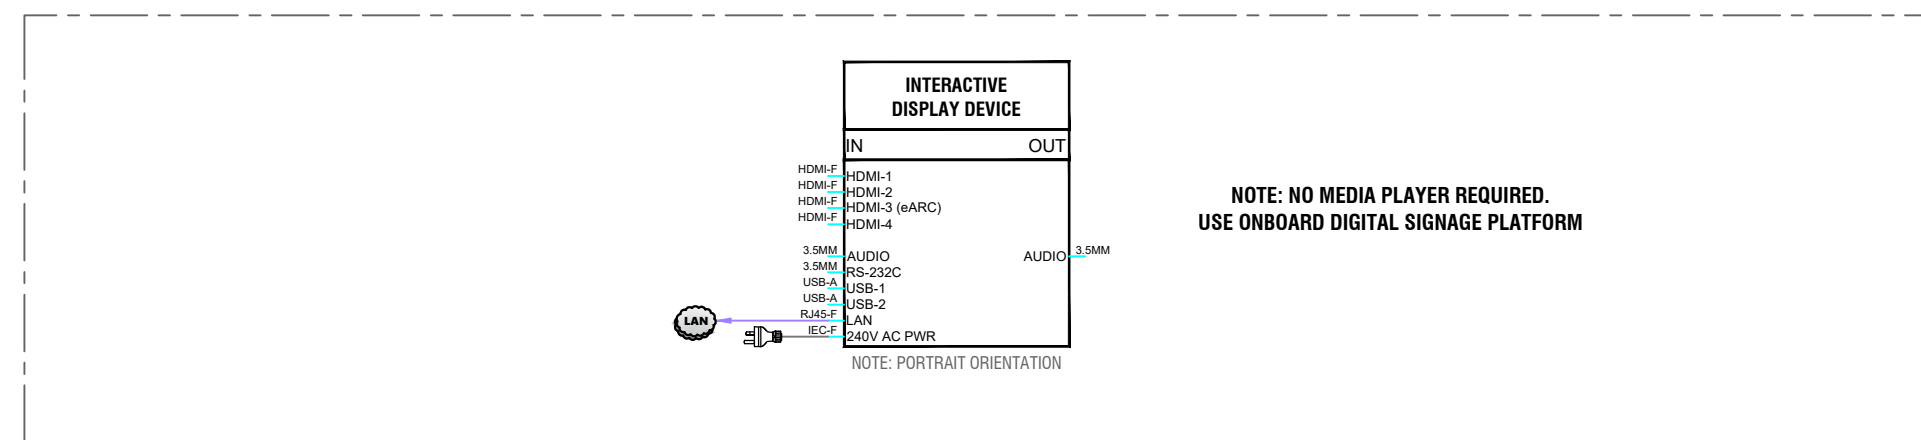 INTERACTIVE
DISPLAY DEVICE
IN OUT
HDMI-F HDMI-1
HDMI-F HDMI-2
HDMI-F HDMI-3 (eARC)
HDMI-F HDMI-4
3.5MM AUDIO AUDIO 3.5MM
3.5MM RS-232C
USB-A USB-1
USB-A USB-2
LAN RJ45-F LAN
IEC-F 240V AC PWR
NOTE: PORTRAIT ORIENTATION
NOTE: NO MEDIA PLAYER REQUIRED.
USE ONBOARD DIGITAL SIGNAGE PLATFORM